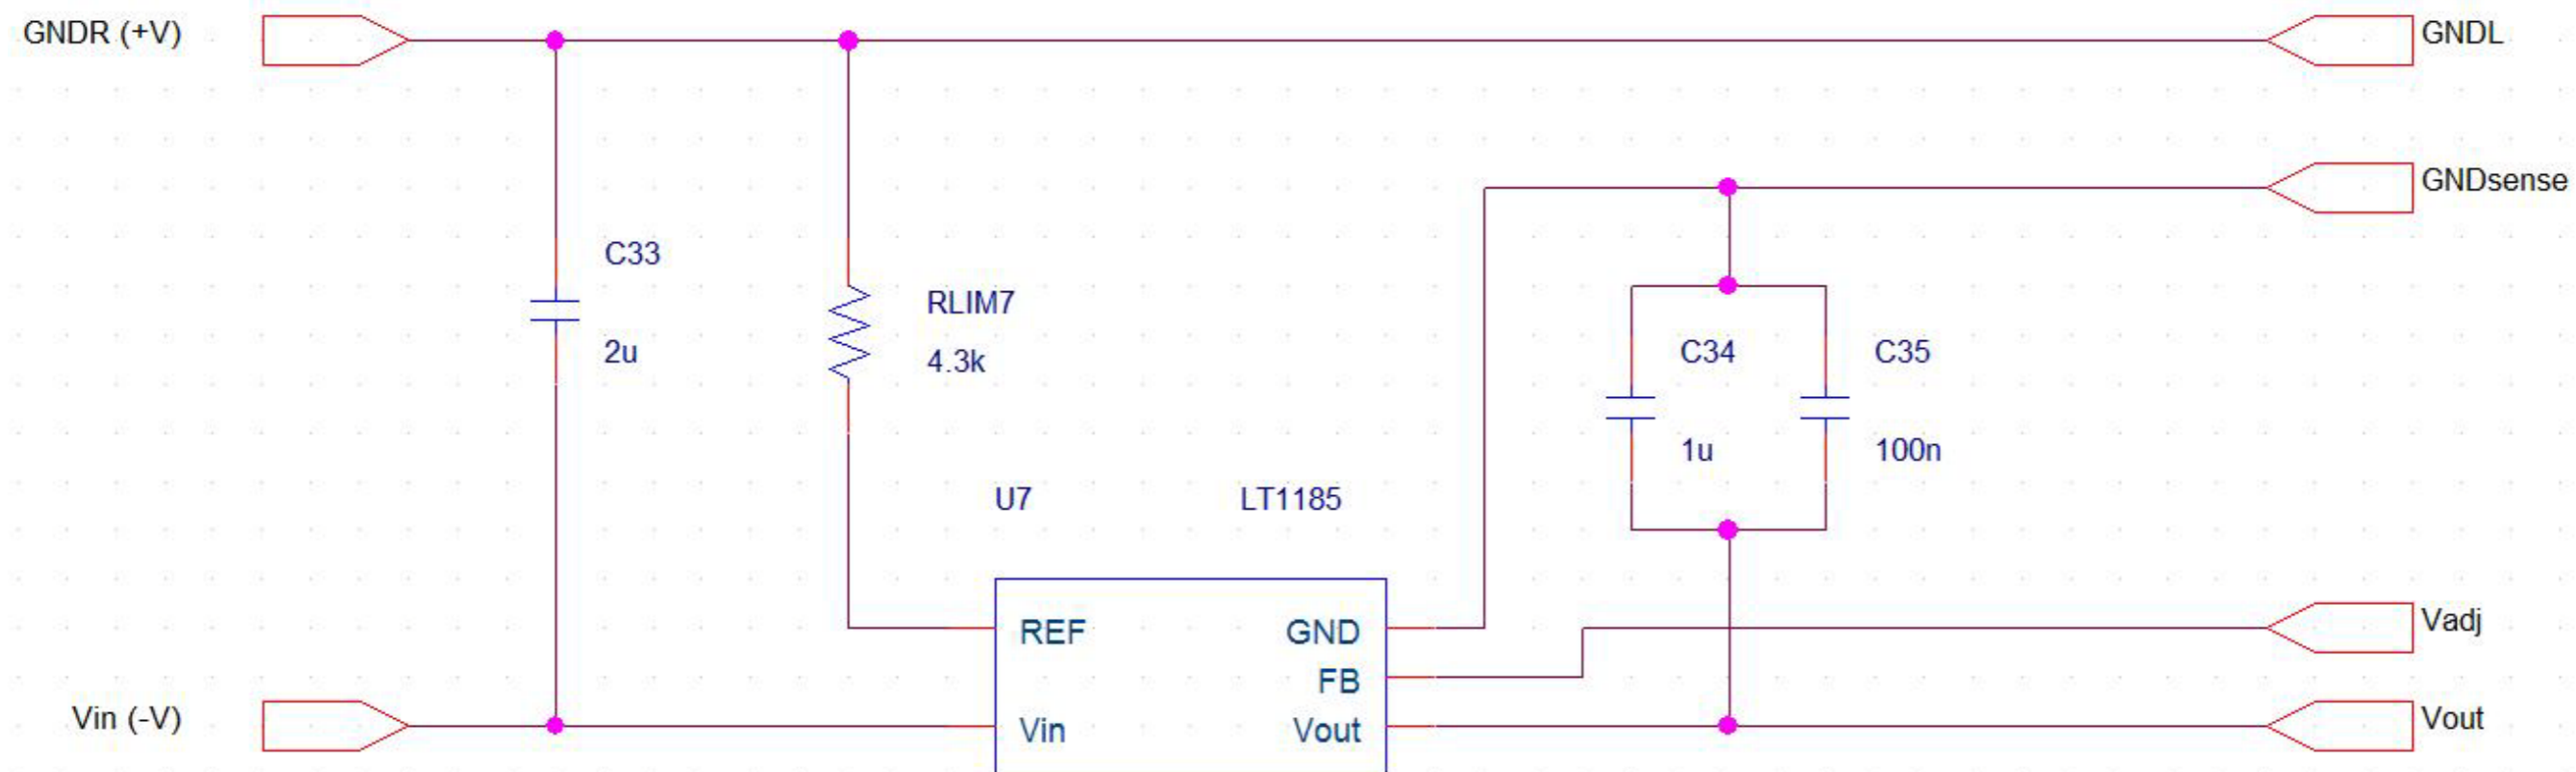 GNDR (+V)
GNDL
GNDsense
C33
2u
RLIM7
4.3k
C34
1u
C35
100n
U7
LT1185
REF
GND
FB
Vin
Vout
Vadj
Vin (-V)
Vout